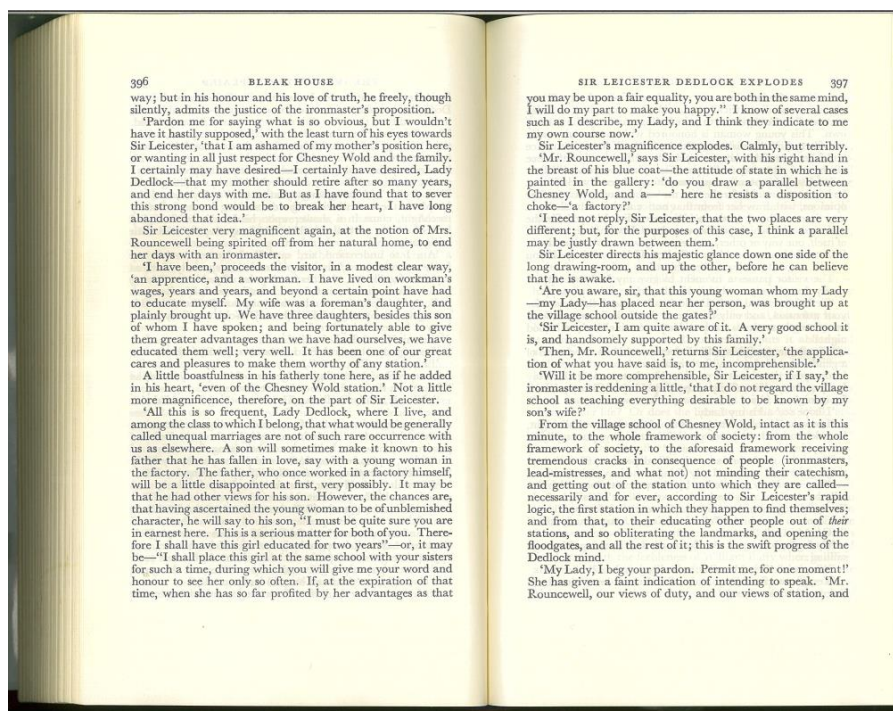 396 BLEAK HOUSE
way; but in his honour and his love of truth, he freely, though
silently, admits the justice of the ironmaster's proposition.
'Pardon me for saying what is so obvious, but I wouldn't
have it hastily supposed,' with the least turn of his eyes towards
Sir Leicester, 'that I am ashamed of my mother's position here,
or wanting in all just respect for Chesney Wold and the family.
I certainly may have desired—I certainly have desired, Lady
Dedlock—that my mother should retire after so many years,
and end her days with me. But as I have found that to sever
this strong bond would be to break her heart, I have long
abandoned that idea.'
Sir Leicester very magnificent again, at the notion of Mrs.
Rouncewell being spirited off from her natural home, to end
her days with an ironmaster.
'I have been,' proceeds the visitor, in a modest clear way,
'an apprentice, and a workman. I have lived on workman's
wages, years and years, and beyond a certain point have had
to educate myself. My wife was a foreman's daughter, and
plainly brought up. We have three daughters, besides this son
of whom I have spoken; and being fortunately able to give
them greater advantages than we have had ourselves, we have
educated them well; very well. It has been one of our great
cares and pleasures to make them worthy of any station.'
A little boastfulness in his fatherly tone here, as if he added
in his heart, 'even of the Chesney Wold station.' Not a little
more magnificence, therefore, on the part of Sir Leicester.
'All this is so frequent, Lady Dedlock, where I live, and
among the class to which I belong, that what would be generally
called unequal marriages are not of such rare occurrence with
us as elsewhere. A son will sometimes make it known to his
father that he has fallen in love, say with a young woman in
the factory. The father, who once worked in a factory himself,
will be a little disappointed at first, very possibly. It may be
that he had other views for his son. However, the chances are,
that having ascertained the young woman to be of unblemished
character, he will say to his son, "I must be quite sure you are
in earnest here. This is a serious matter for both of you. There-
fore I shall have this girl educated for two years"—or, it may
be—"I shall place this girl at the same school with your sisters
for such a time, during which you will give me your word and
honour to see her only so often. If, at the expiration of that
time, when she has so far profited by her advantages as that
SIR LEICESTER DEDLOCK EXPLODES 397
you may be upon a fair equality, you are both in the same mind,
I will do my part to make you happy." I know of several cases
such as I describe, my Lady, and I think they indicate to me
my own course now.'
Sir Leicester's magnificence explodes. Calmly, but terribly.
'Mr. Rouncewell,' says Sir Leicester, with his right hand in
the breast of his blue coat—the attitude of state in which he is
painted in the gallery: 'do you draw a parallel between
Chesney Wold, and a——' here he resists a disposition to
choke—'a factory?'
'I need not reply, Sir Leicester, that the two places are very
different; but, for the purposes of this case, I think a parallel
may be justly drawn between them.'
Sir Leicester directs his majestic glance down one side of the
long drawing-room, and up the other, before he can believe
that he is awake.
'Are you aware, sir, that this young woman whom my Lady
—my Lady—has placed near her person, was brought up at
the village school outside the gates?'
'Sir Leicester, I am quite aware of it. A very good school it
is, and handsomely supported by this family.'
'Then, Mr. Rouncewell,' returns Sir Leicester, 'the applica-
tion of what you have said is, to me, incomprehensible.'
'Will it be more comprehensible, Sir Leicester, if I say,' the
ironmaster is reddening a little, 'that I do not regard the village
school as teaching everything desirable to be known by my
son's wife?'
From the village school of Chesney Wold, intact as it is this
minute, to the whole framework of society: from the whole
framework of society, to the aforesaid framework receiving
tremendous cracks in consequence of people (ironmasters,
lead-mistresses, and what not) not minding their catechism,
and getting out of the station unto which they are called—
necessarily and for ever, according to Sir Leicester's rapid
logic, the first station in which they happen to find themselves;
and from that, to their educating other people out of their
stations, and so obliterating the landmarks, and opening the
floodgates, and all the rest of it; this is the swift progress of the
Dedlock mind.
'My Lady, I beg your pardon. Permit me, for one moment!'
She has given a faint indication of intending to speak. 'Mr.
Rouncewell, our views of duty, and our views of station, and